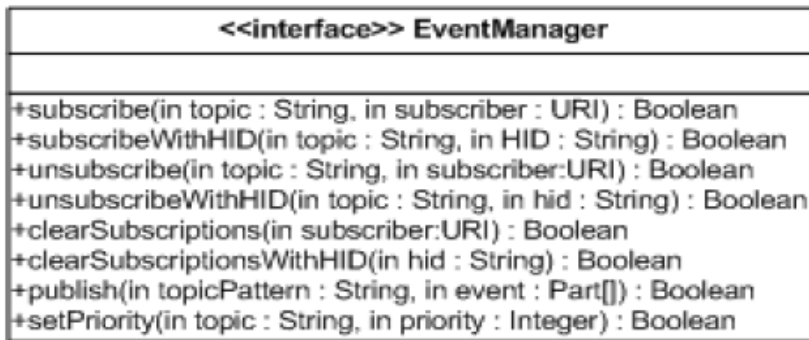 <<interface>> EventManager
+subscribe(in topic : String, in subscriber : URI) : Boolean
+subscribeWithHID(in topic : String, in HID : String) : Boolean
+unsubscribe(in topic : String, in subscriber:URI) : Boolean
+unsubscribeWithHID(in topic : String, in hid : String) : Boolean
+clearSubscriptions(in subscriber:URI) : Boolean
+clearSubscriptionsWithHID(in hid : String) : Boolean
+publish(in topicPattern : String, in event : Part[]) : Boolean
+setPriority(in topic : String, in priority : Integer) : Boolean